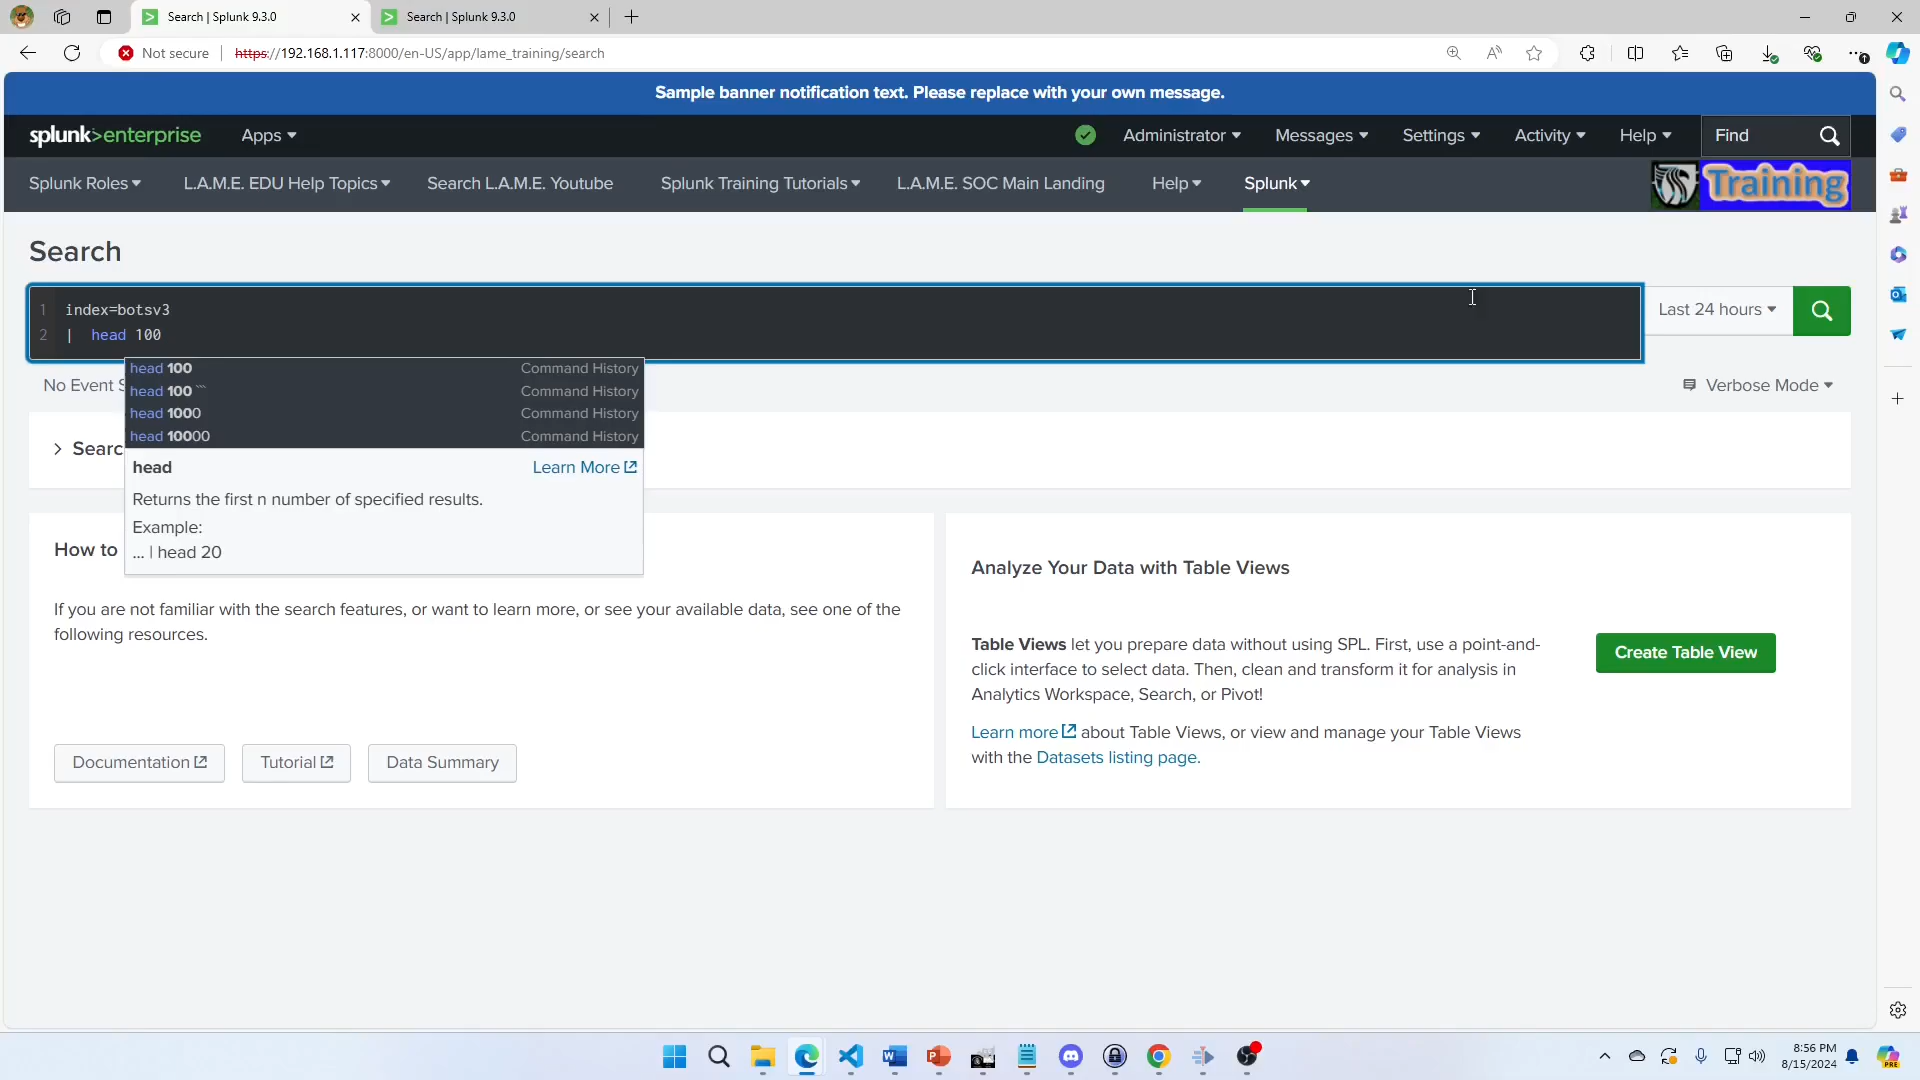 Search | Splunk 9.3.0
Search | Splunk 9.3.0
Not secure
https://192.168.1.117:8000/en-US/app/lame_training/search
Sample banner notification text. Please replace with your own message.
splunk>enterprise
Apps
Administrator
Messages
Settings
Activity
Help
Find
Splunk Roles
L.A.M.E. EDU Help Topics
Search L.A.M.E. Youtube
Splunk Training Tutorials
L.A.M.E. SOC Main Landing
Help
Splunk
Training
Search
1 index=botsv3
2 | head 100
Last 24 hours
No Event S
Verbose Mode
head 100 Command History
head 100 ``` Command History
head 1000 Command History
head 10000 Command History
Searc
head Learn More
Returns the first n number of specified results.
Example:
... | head 20
How to
If you are not familiar with the search features, or want to learn more, or see your available data, see one of the
following resources.
Documentation
Tutorial
Data Summary
Analyze Your Data with Table Views
Table Views let you prepare data without using SPL. First, use a point-and-
click interface to select data. Then, clean and transform it for analysis in
Analytics Workspace, Search, or Pivot!
Learn more about Table Views, or view and manage your Table Views
with the Datasets listing page.
Create Table View
8:56 PM
8/15/2024